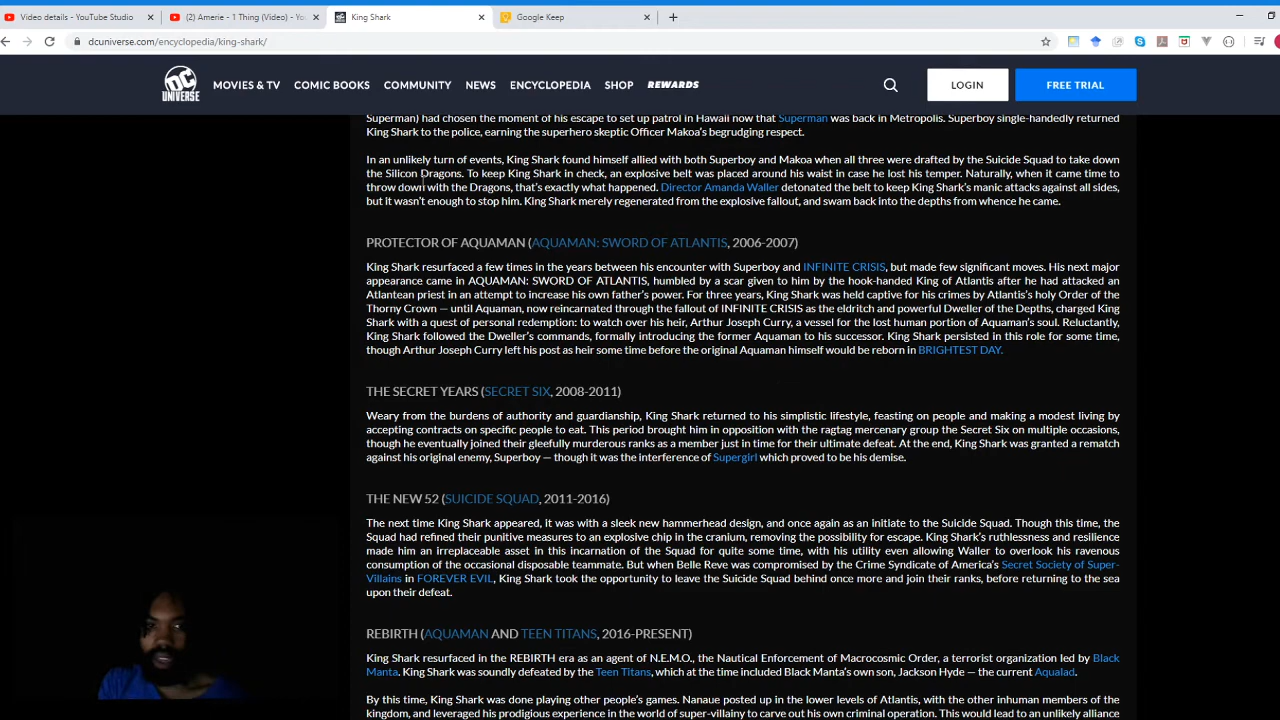 Video details - YouTube Studio
(2) Amerie - 1 Thing (Video) - Yo
King Shark
Google Keep
dcuniverse.com/encyclopedia/king-shark/
DC UNIVERSE
MOVIES & TV
COMIC BOOKS
COMMUNITY
NEWS
ENCYCLOPEDIA
SHOP
REWARDS
LOGIN
FREE TRIAL
Superman) had chosen the moment of his escape to set up patrol in Hawaii now that Superman was back in Metropolis. Superboy single-handedly returned
King Shark to the police, earning the superhero skeptic Officer Makoa's begrudging respect.
In an unlikely turn of events, King Shark found himself allied with both Superboy and Makoa when all three were drafted by the Suicide Squad to take down
the Silicon Dragons. To keep King Shark in check, an explosive belt was placed around his waist in case he lost his temper. Naturally, when it came time to
throw down with the Dragons, that's exactly what happened. Director Amanda Waller detonated the belt to keep King Shark's manic attacks against all sides,
but it wasn't enough to stop him. King Shark merely regenerated from the explosive fallout, and swam back into the depths from whence he came.
PROTECTOR OF AQUAMAN (AQUAMAN: SWORD OF ATLANTIS, 2006-2007)
King Shark resurfaced a few times in the years between his encounter with Superboy and INFINITE CRISIS, but made few significant moves. His next major
appearance came in AQUAMAN: SWORD OF ATLANTIS, humbled by a scar given to him by the hook-handed King of Atlantis after he had attacked an
Atlantean priest in an attempt to increase his own father's power. For three years, King Shark was held captive for his crimes by Atlantis's holy Order of the
Thorny Crown — until Aquaman, now reincarnated through the fallout of INFINITE CRISIS as the eldritch and powerful Dweller of the Depths, charged King
Shark with a quest of personal redemption: to watch over his heir, Arthur Joseph Curry, a vessel for the lost human portion of Aquaman's soul. Reluctantly,
King Shark followed the Dweller's commands, formally introducing the former Aquaman to his successor. King Shark persisted in this role for some time,
though Arthur Joseph Curry left his post as heir some time before the original Aquaman himself would be reborn in BRIGHTEST DAY.
THE SECRET YEARS (SECRET SIX, 2008-2011)
Weary from the burdens of authority and guardianship, King Shark returned to his simplistic lifestyle, feasting on people and making a modest living by
accepting contracts on specific people to eat. This period brought him in opposition with the ragtag mercenary group the Secret Six on multiple occasions,
though he eventually joined their gleefully murderous ranks as a member just in time for their ultimate defeat. At the end, King Shark was granted a rematch
against his original enemy, Superboy — though it was the interference of Supergirl which proved to be his demise.
THE NEW 52 (SUICIDE SQUAD, 2011-2016)
The next time King Shark appeared, it was with a sleek new hammerhead design, and once again as an initiate to the Suicide Squad. Though this time, the
Squad had refined their punitive measures to an explosive chip in the cranium, removing the possibility for escape. King Shark's ruthlessness and resilience
made him an irreplaceable asset in this incarnation of the Squad for quite some time, with his utility even allowing Waller to overlook his ravenous
consumption of the occasional disposable teammate. But when Belle Reve was compromised by the Crime Syndicate of America's Secret Society of Super-
Villains in FOREVER EVIL, King Shark took the opportunity to leave the Suicide Squad behind once more and join their ranks, before returning to the sea
upon their defeat.
REBIRTH (AQUAMAN AND TEEN TITANS, 2016-PRESENT)
King Shark resurfaced in the REBIRTH era as an agent of N.E.M.O., the Nautical Enforcement of Macrocosmic Order, a terrorist organization led by Black
Manta. King Shark was soundly defeated by the Teen Titans, which at the time included Black Manta's own son, Jackson Hyde — the current Aqualad.
By this time, King Shark was done playing other people's games. Nanaue posted up in the lower levels of Atlantis, with the other inhuman members of the
kingdom, and leveraged his prodigious experience in the world of super-villainy to carve out his own criminal operation. This would lead to an unlikely alliance